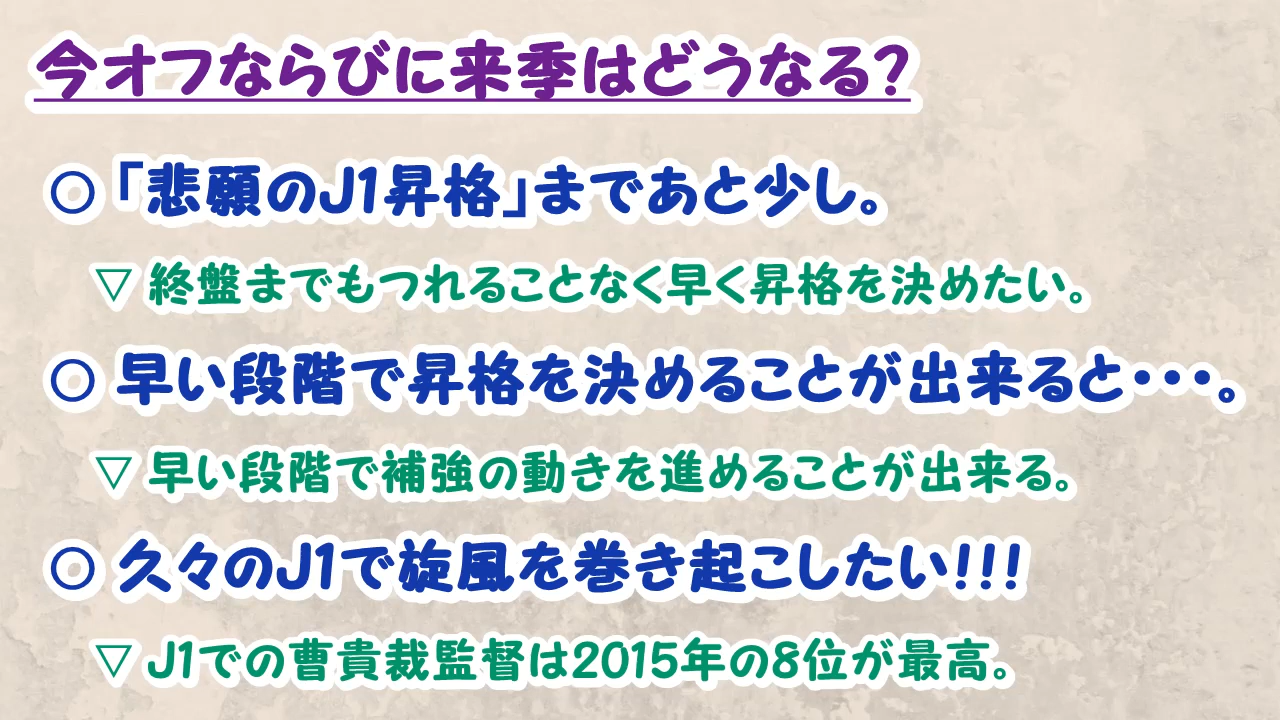 今オフならびに来季はどうなる?
○「悲願のJ1昇格」まであと少し。
▽ 終盤までもつれることなく早く昇格を決めたい。
○ 早い段階で昇格を決めることが出来ると・・・。
▽ 早い段階で補強の動きを進めることが出来る。
○ 久々のJ1で旋風を巻き起こしたい!!!
▽ J1での曹貴裁監督は2015年の8位が最高。